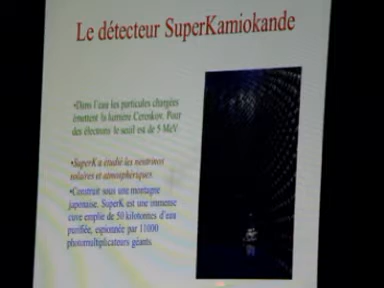 Le détecteur SuperKamiokande
•Dans l'eau les particules chargées
émettent la lumière Cerenkov. Pour
des électrons le seuil est de 5 MeV
•SuperK a étudié les neutrinos
solaires et atmosphériques.
•Construit sous une montagne
japonaise, SuperK est une immense
cuve emplie de 50 kilotonnes d'eau
purifiée, espionnée par 11000
photomultiplicateurs géants.